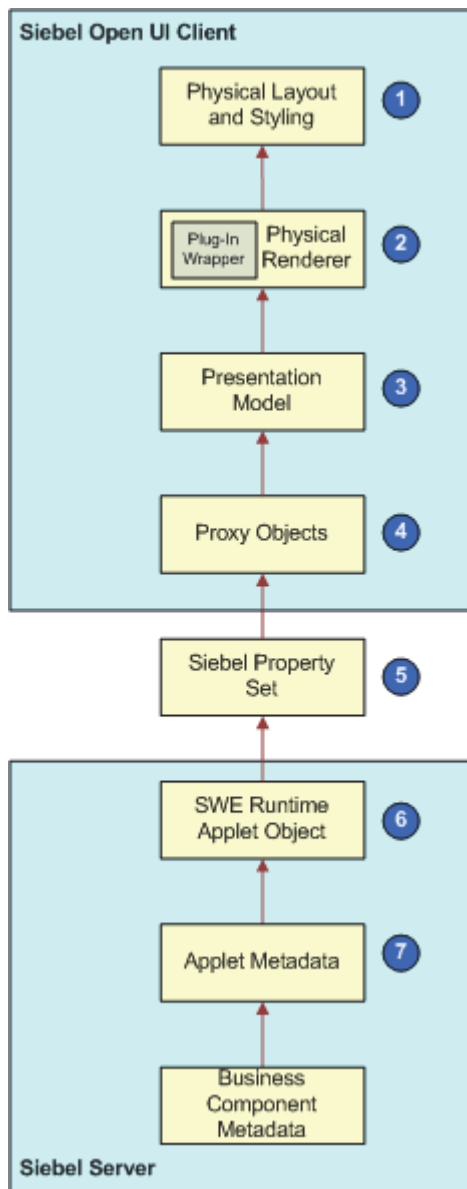 Siebel Open UI Client
Physical Layout
and Styling
1
Plug-In
Wrapper
Physical
Renderer
2
Presentation
Model
3
Proxy Objects
4
Siebel Property
Set
5
SWE Runtime
Applet Object
6
Applet Metadata
7
Business
Component
Metadata
Siebel Server